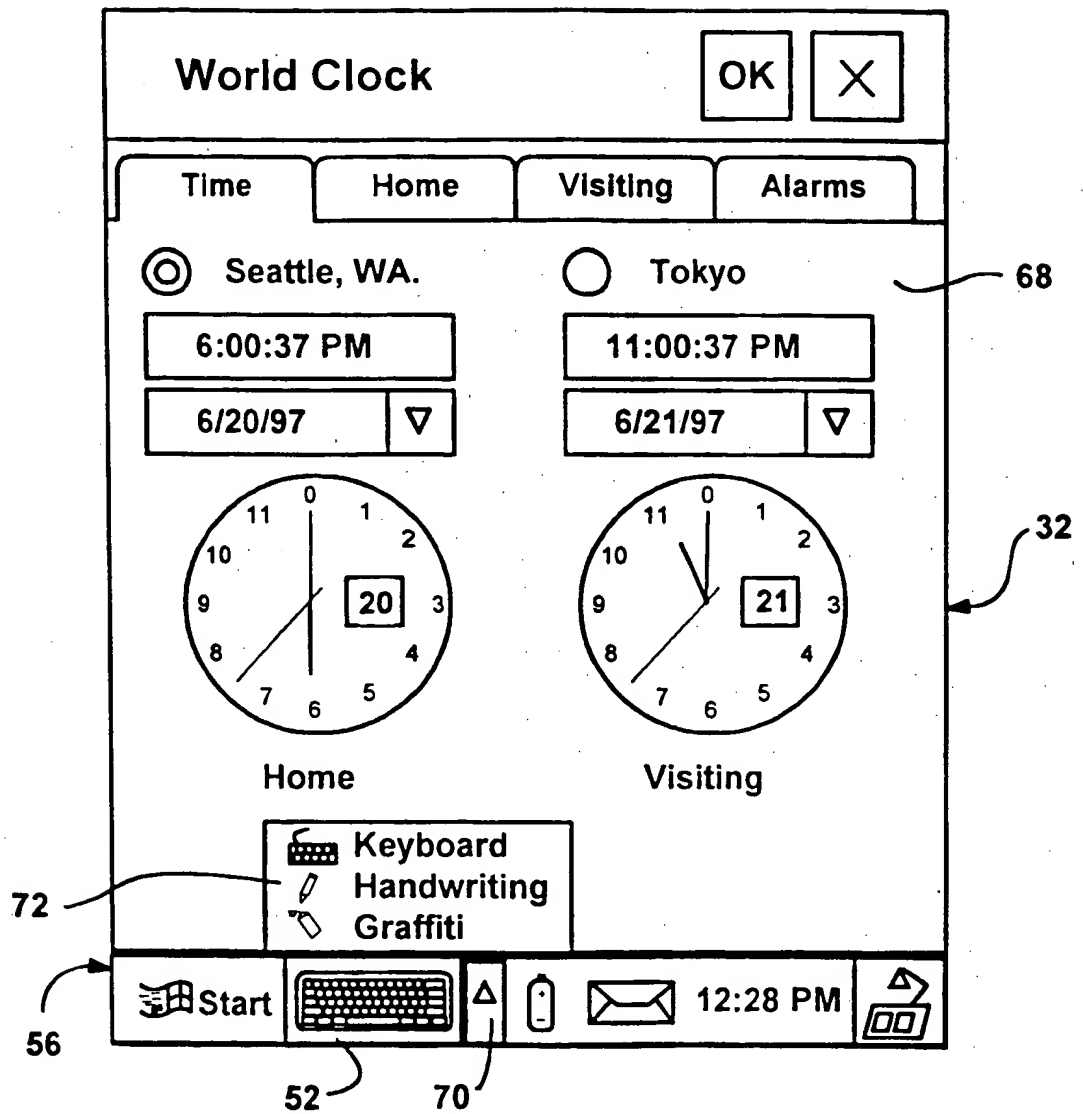 World Clock OK X
Time Home Visiting Alarms
Seattle, WA. Tokyo 68
6:00:37 PM 11:00:37 PM
6/20/97 6/21/97
0 1 2 3 4 5 6 7 8 9 10 11 20
0 1 2 3 4 5 6 7 8 9 10 11 21
32
Home Visiting
Keyboard
72 Handwriting
Graffiti
56 Start 12:28 PM
52 70